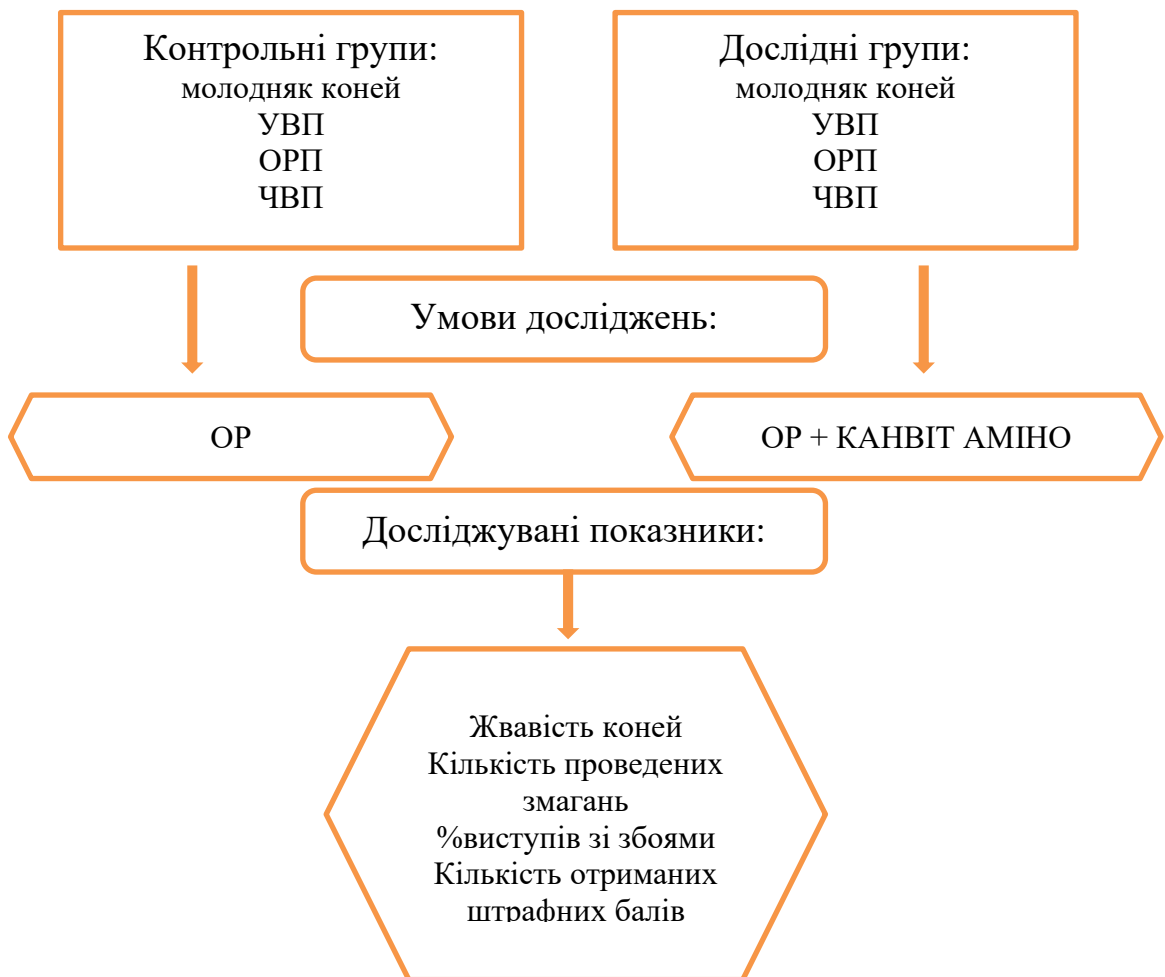 Контрольні групи:
молодняк коней
УВП
ОРП
ЧВП
Дослідні групи:
молодняк коней
УВП
ОРП
ЧВП
Умови досліджень:
ОР
ОР + КАНВІТ АМІНО
Досліджувані показники:
Жвавість коней
Кількість проведених
змагань
%виступів зі збоями
Кількість отриманих
штрафних балів